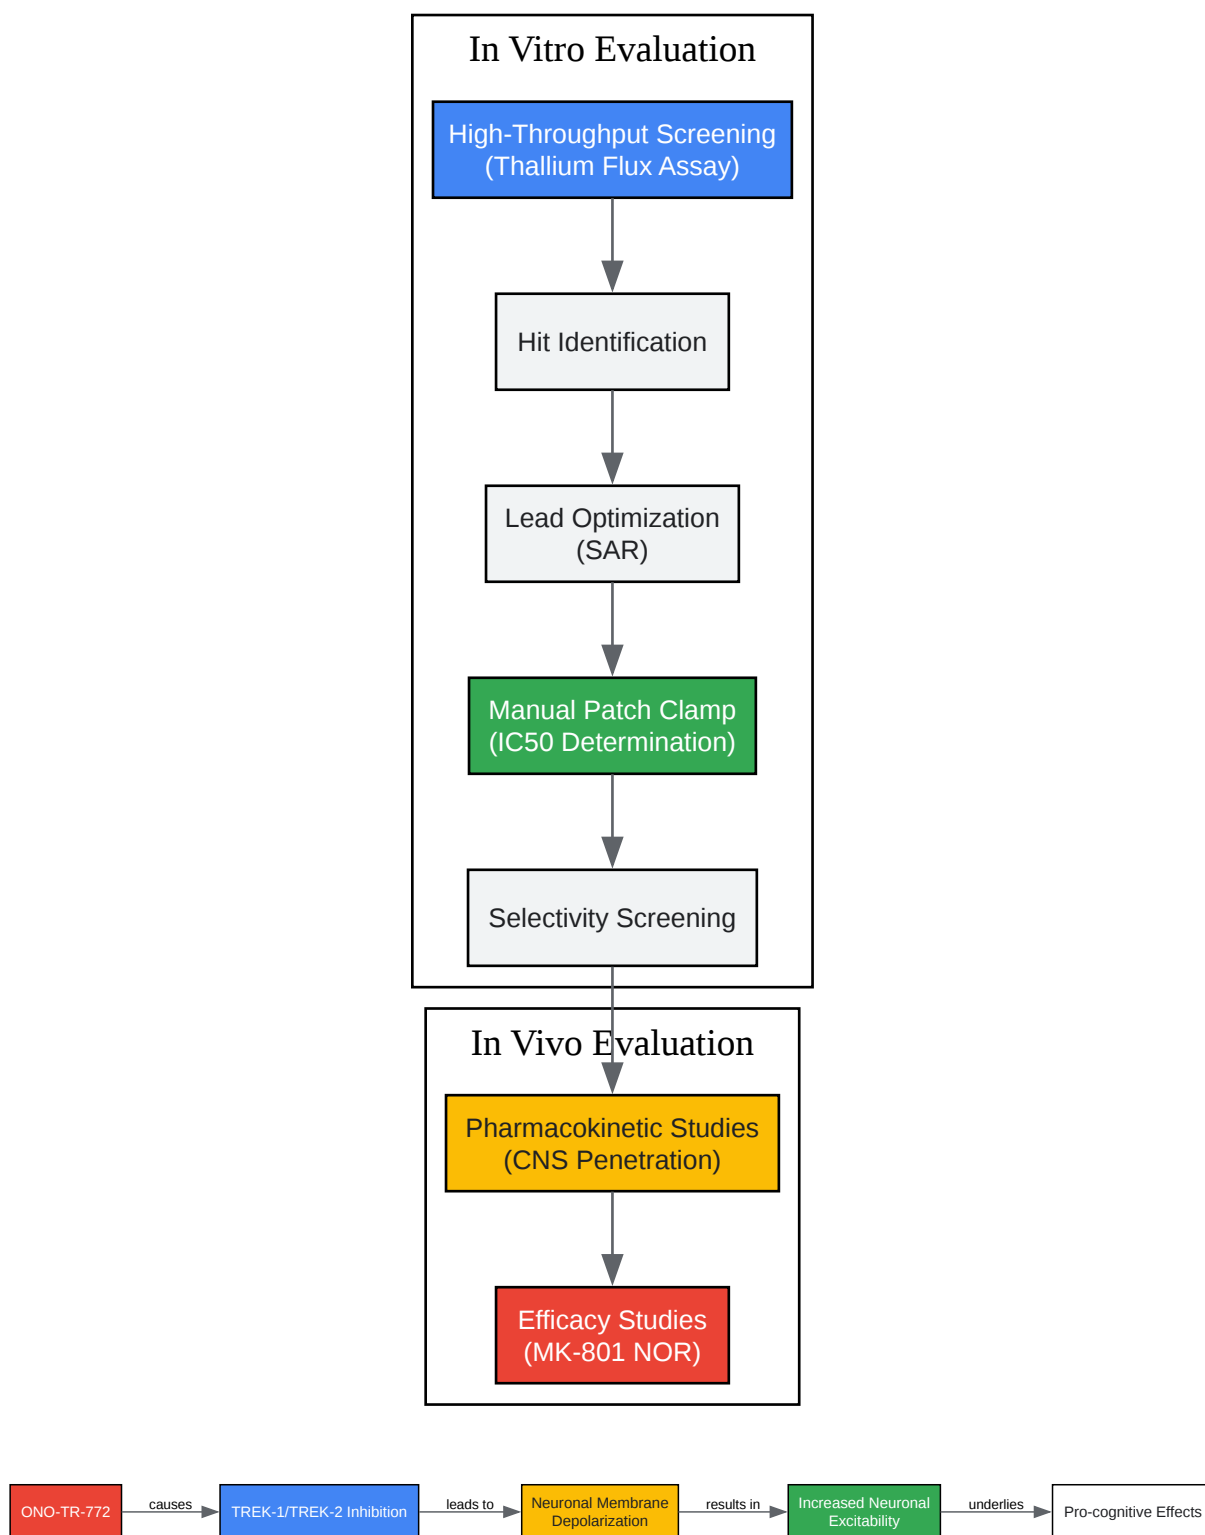 In Vitro Evaluation
High-Throughput Screening
(Thallium Flux Assay)
Hit Identification
Lead Optimization
(SAR)
Manual Patch Clamp
(IC50 Determination)
Selectivity Screening
In Vivo Evaluation
Pharmacokinetic Studies
(CNS Penetration)
Efficacy Studies
(MK-801 NOR)
ONO-TR-772
causes
TREK-1/TREK-2 Inhibition
leads to
Neuronal Membrane
Depolarization
results in
Increased Neuronal
Excitability
underlies
Pro-cognitive Effects